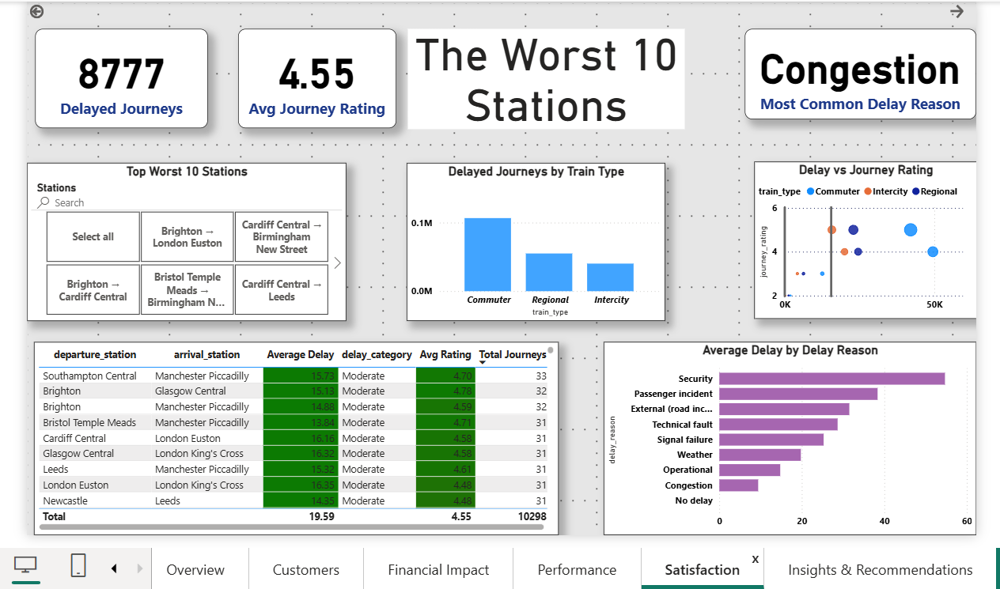 8777
Delayed Journeys
4.55
Avg Journey Rating
The Worst 10
Stations
Congestion
Most Common Delay Reason
Top Worst 10 Stations
Stations
Search
Select all
Brighton →
London Euston
Cardiff Central →
Birmingham
New Street
Brighton →
Cardiff Central
Bristol Temple
Meads →
Birmingham N...
Cardiff Central →
Leeds
Delayed Journeys by Train Type
0.1M
0.0M
Commuter Regional Intercity
train_type
Delay vs Journey Rating
train_type Commuter Intercity Regional
journey_rating
6
4
2
0K 50K
departure_station arrival_station Average Delay delay_category Avg Rating Total Journeys
Southampton Central Manchester Piccadilly 15.73 Moderate 4.70 33
Brighton Glasgow Central 15.13 Moderate 4.78 32
Brighton Manchester Piccadilly 14.88 Moderate 4.59 32
Bristol Temple Meads Manchester Piccadilly 13.84 Moderate 4.71 31
Cardiff Central London Euston 16.16 Moderate 4.58 31
Glasgow Central London King's Cross 16.32 Moderate 4.58 31
Leeds Manchester Piccadilly 15.32 Moderate 4.61 31
London Euston London King's Cross 16.35 Moderate 4.48 31
Newcastle Leeds 14.35 Moderate 4.48 31
Total 19.59 4.55 10298
Average Delay by Delay Reason
delay_reason
Security
Passenger incident
External (road inc...
Technical fault
Signal failure
Weather
Operational
Congestion
No delay
0 20 40 60
Overview Customers Financial Impact Performance Satisfaction x Insights & Recommendations